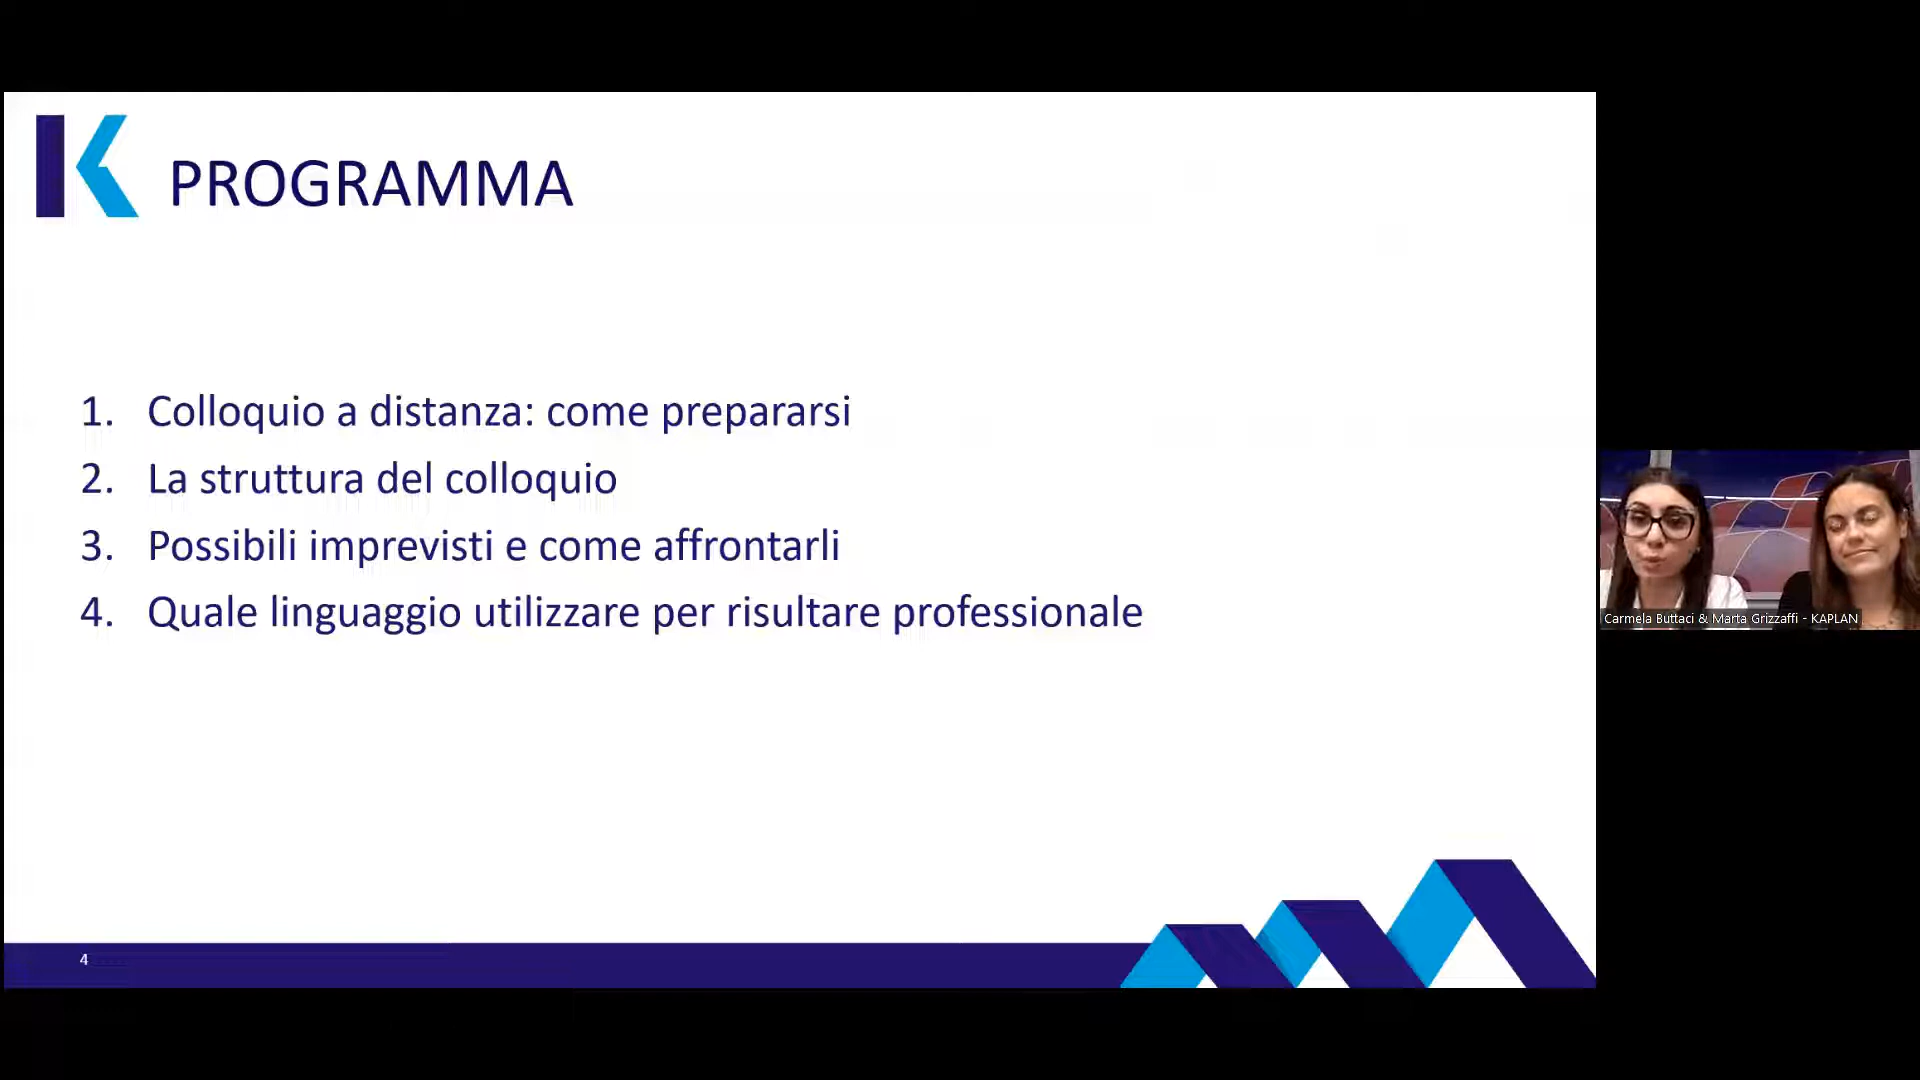 K PROGRAMMA
1. Colloquio a distanza: come prepararsi
2. La struttura del colloquio
3. Possibili imprevisti e come affrontarli
4. Quale linguaggio utilizzare per risultare professionale
Carmela Buttaci & Marta Grizzaffi - KAPLAN
4